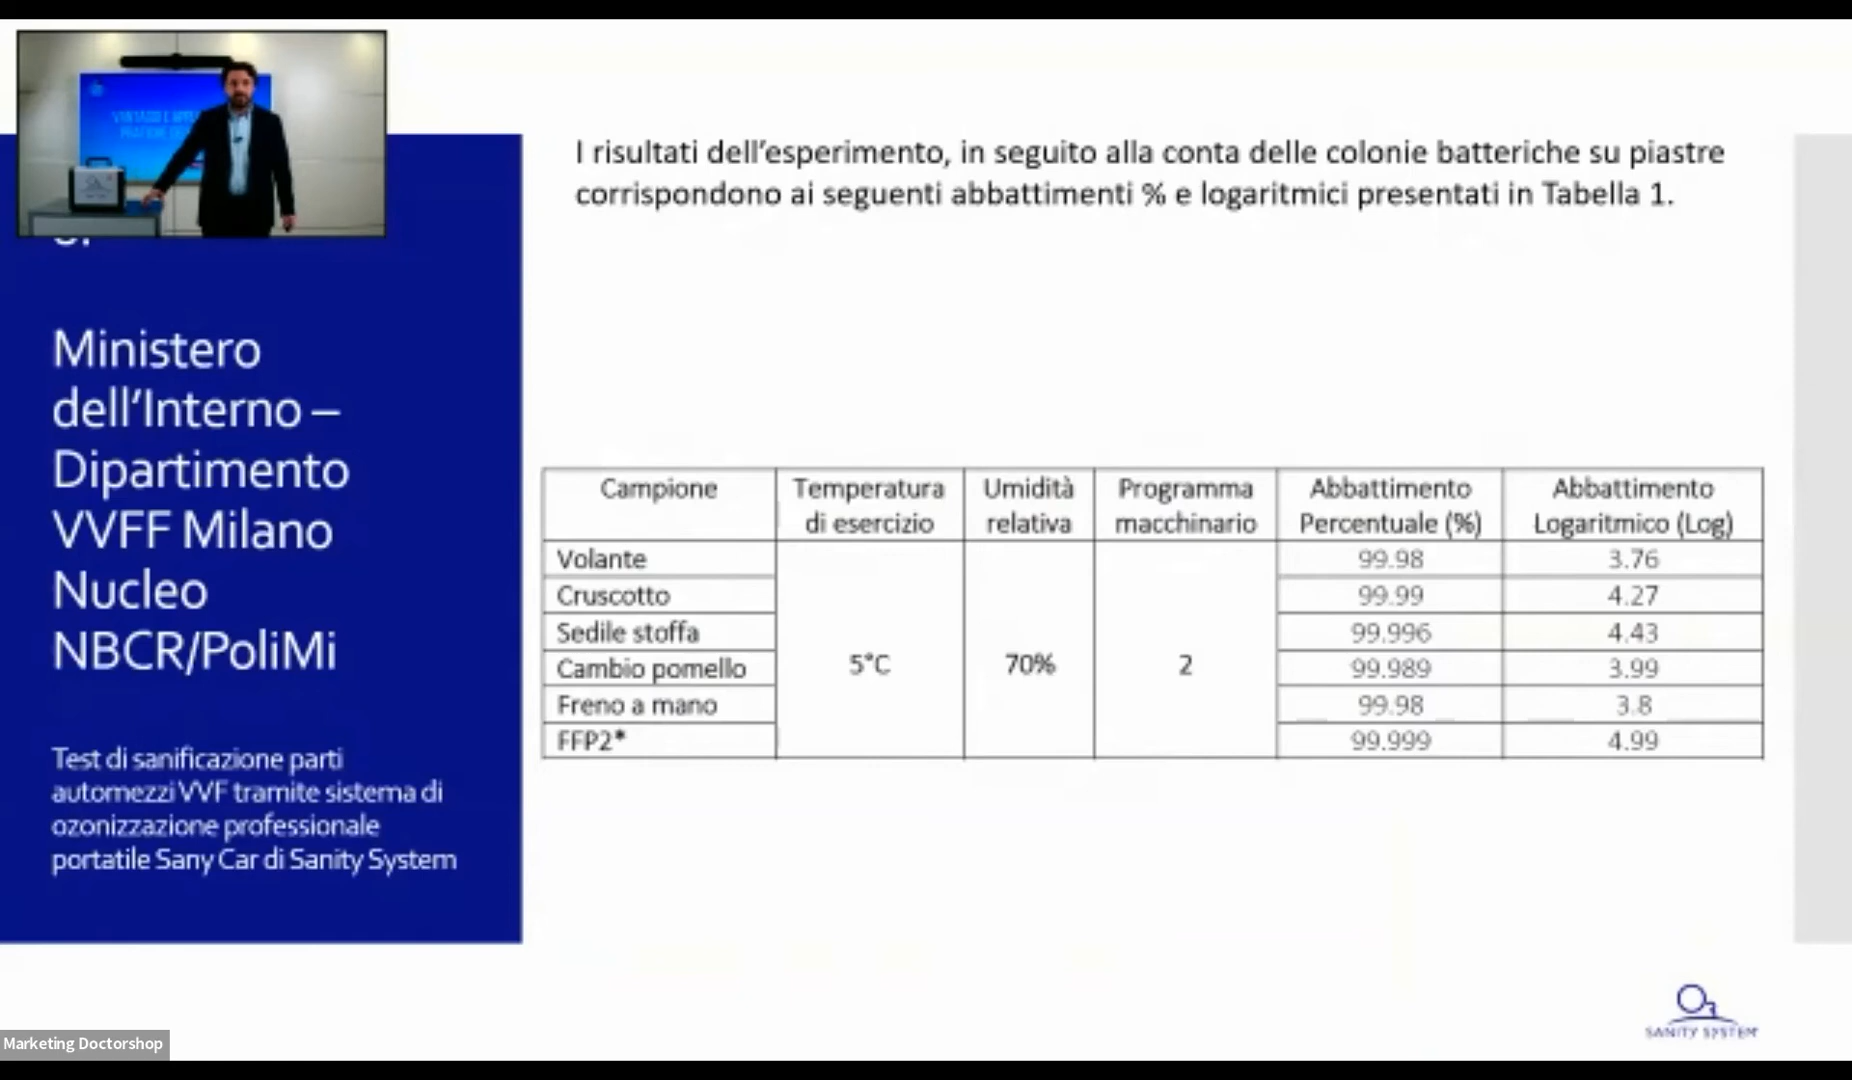 I risultati dell'esperimento, in seguito alla conta delle colonie batteriche su piastre
corrispondono ai seguenti abbattimenti % e logaritmici presentati in Tabella 1.
Ministero
dell'Interno –
Dipartimento
VVFF Milano
Nucleo
NBCR/PoliMi
Test di sanificazione parti
automezzi VVF tramite sistema di
ozonizzazione professionale
portatile Sany Car di Sanity System
Campione Temperatura di esercizio Umidità relativa Programma macchinario Abbattimento Percentuale (%) Abbattimento Logaritmico (Log)
Volante 99.98 3.76
Cruscotto 99.99 4.27
Sedile stoffa 99.996 4.43
Cambio pomello 5°C 70% 2 99.989 3.99
Freno a mano 99.98 3.8
FFP2* 99.999 4.99
SANITY SYSTEM
Marketing Doctorshop